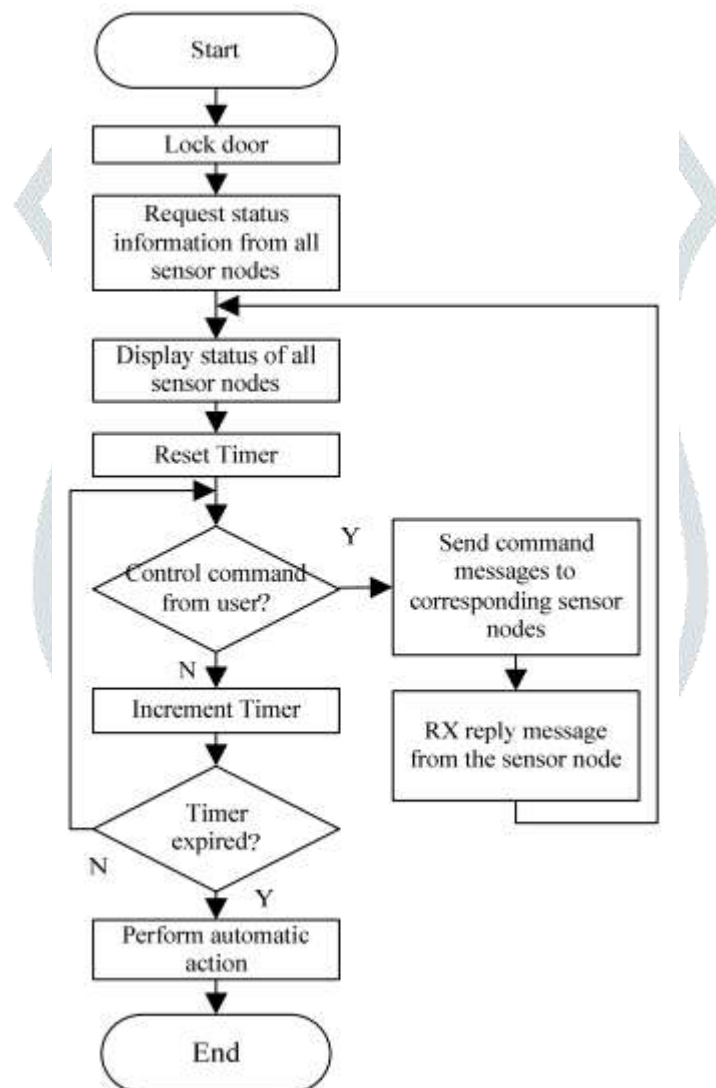 Start
Lock door
Request status
information from all
sensor nodes
Display status of all
sensor nodes
Reset Timer
Control command
from user?
Y
Send command
messages to
corresponding sensor
nodes
N
Increment Timer
RX reply message
from the sensor node
Timer
expired?
N
Y
Perform automatic
action
End